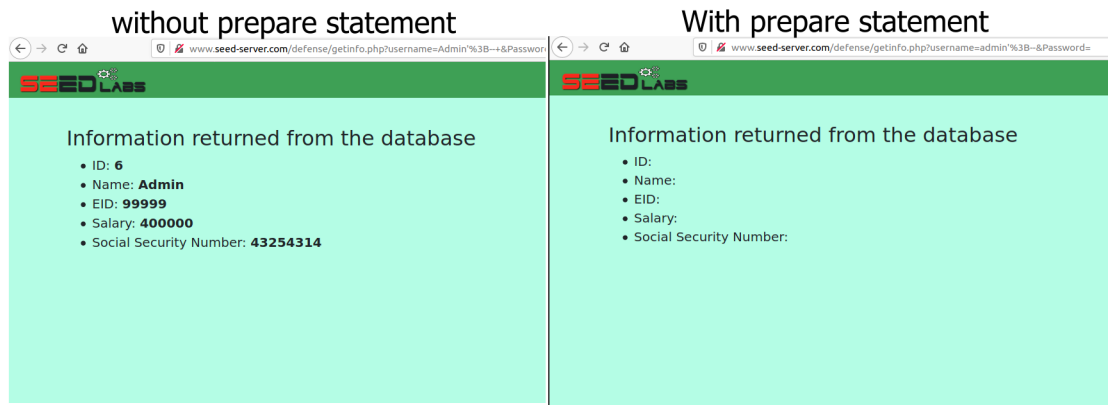 without prepare statement
www.seed-server.com/defense/getinfo.php?username=Admin'%3B--+&Password
SEED LABS
Information returned from the database
• ID: 6
• Name: Admin
• EID: 99999
• Salary: 400000
• Social Security Number: 43254314
With prepare statement
www.seed-server.com/defense/getinfo.php?username=admin'%3B--&Password=
SEED LABS
Information returned from the database
• ID:
• Name:
• EID:
• Salary:
• Social Security Number: